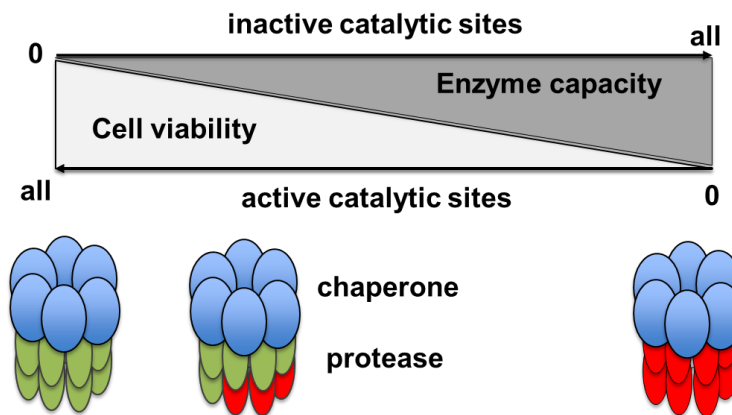 inactive catalytic sites
0
all
Enzyme capacity
Cell viability
all
active catalytic sites
0
chaperone
protease